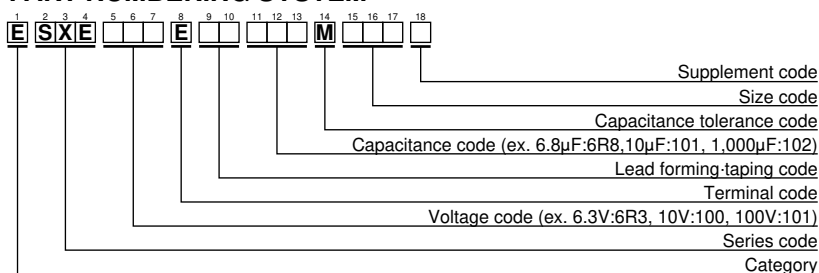 PART NUMBERING SYSTEM
1 2 3 4 5 6 7 8 9 10 11 12 13 14 15 16 17 18
E S X E E M
Supplement code
Size code
Capacitance tolerance code
Capacitance code (ex. 6.8μF:6R8,10μF:101, 1,000μF:102)
Lead forming·taping code
Terminal code
Voltage code (ex. 6.3V:6R3, 10V:100, 100V:101)
Series code
Category